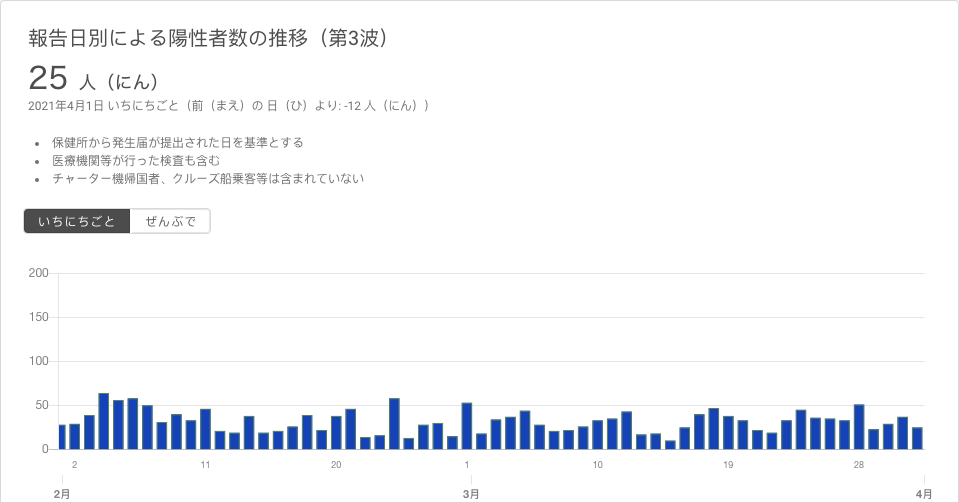 報告日別による陽性者数の推移（第3波）
25 人（にん）
2021年4月1日 いちにちごと（前（まえ）の 日（ひ）より: -12 人（にん））
• 保健所から発生届が提出された日を基準とする
• 医療機関等が行った検査も含む
• チャーター機帰国者、クルーズ船乗客等は含まれていない
いちにちごと ぜんぶで
200
150
100
50
0
2 11 20 1 10 19 28
2月 3月 4月